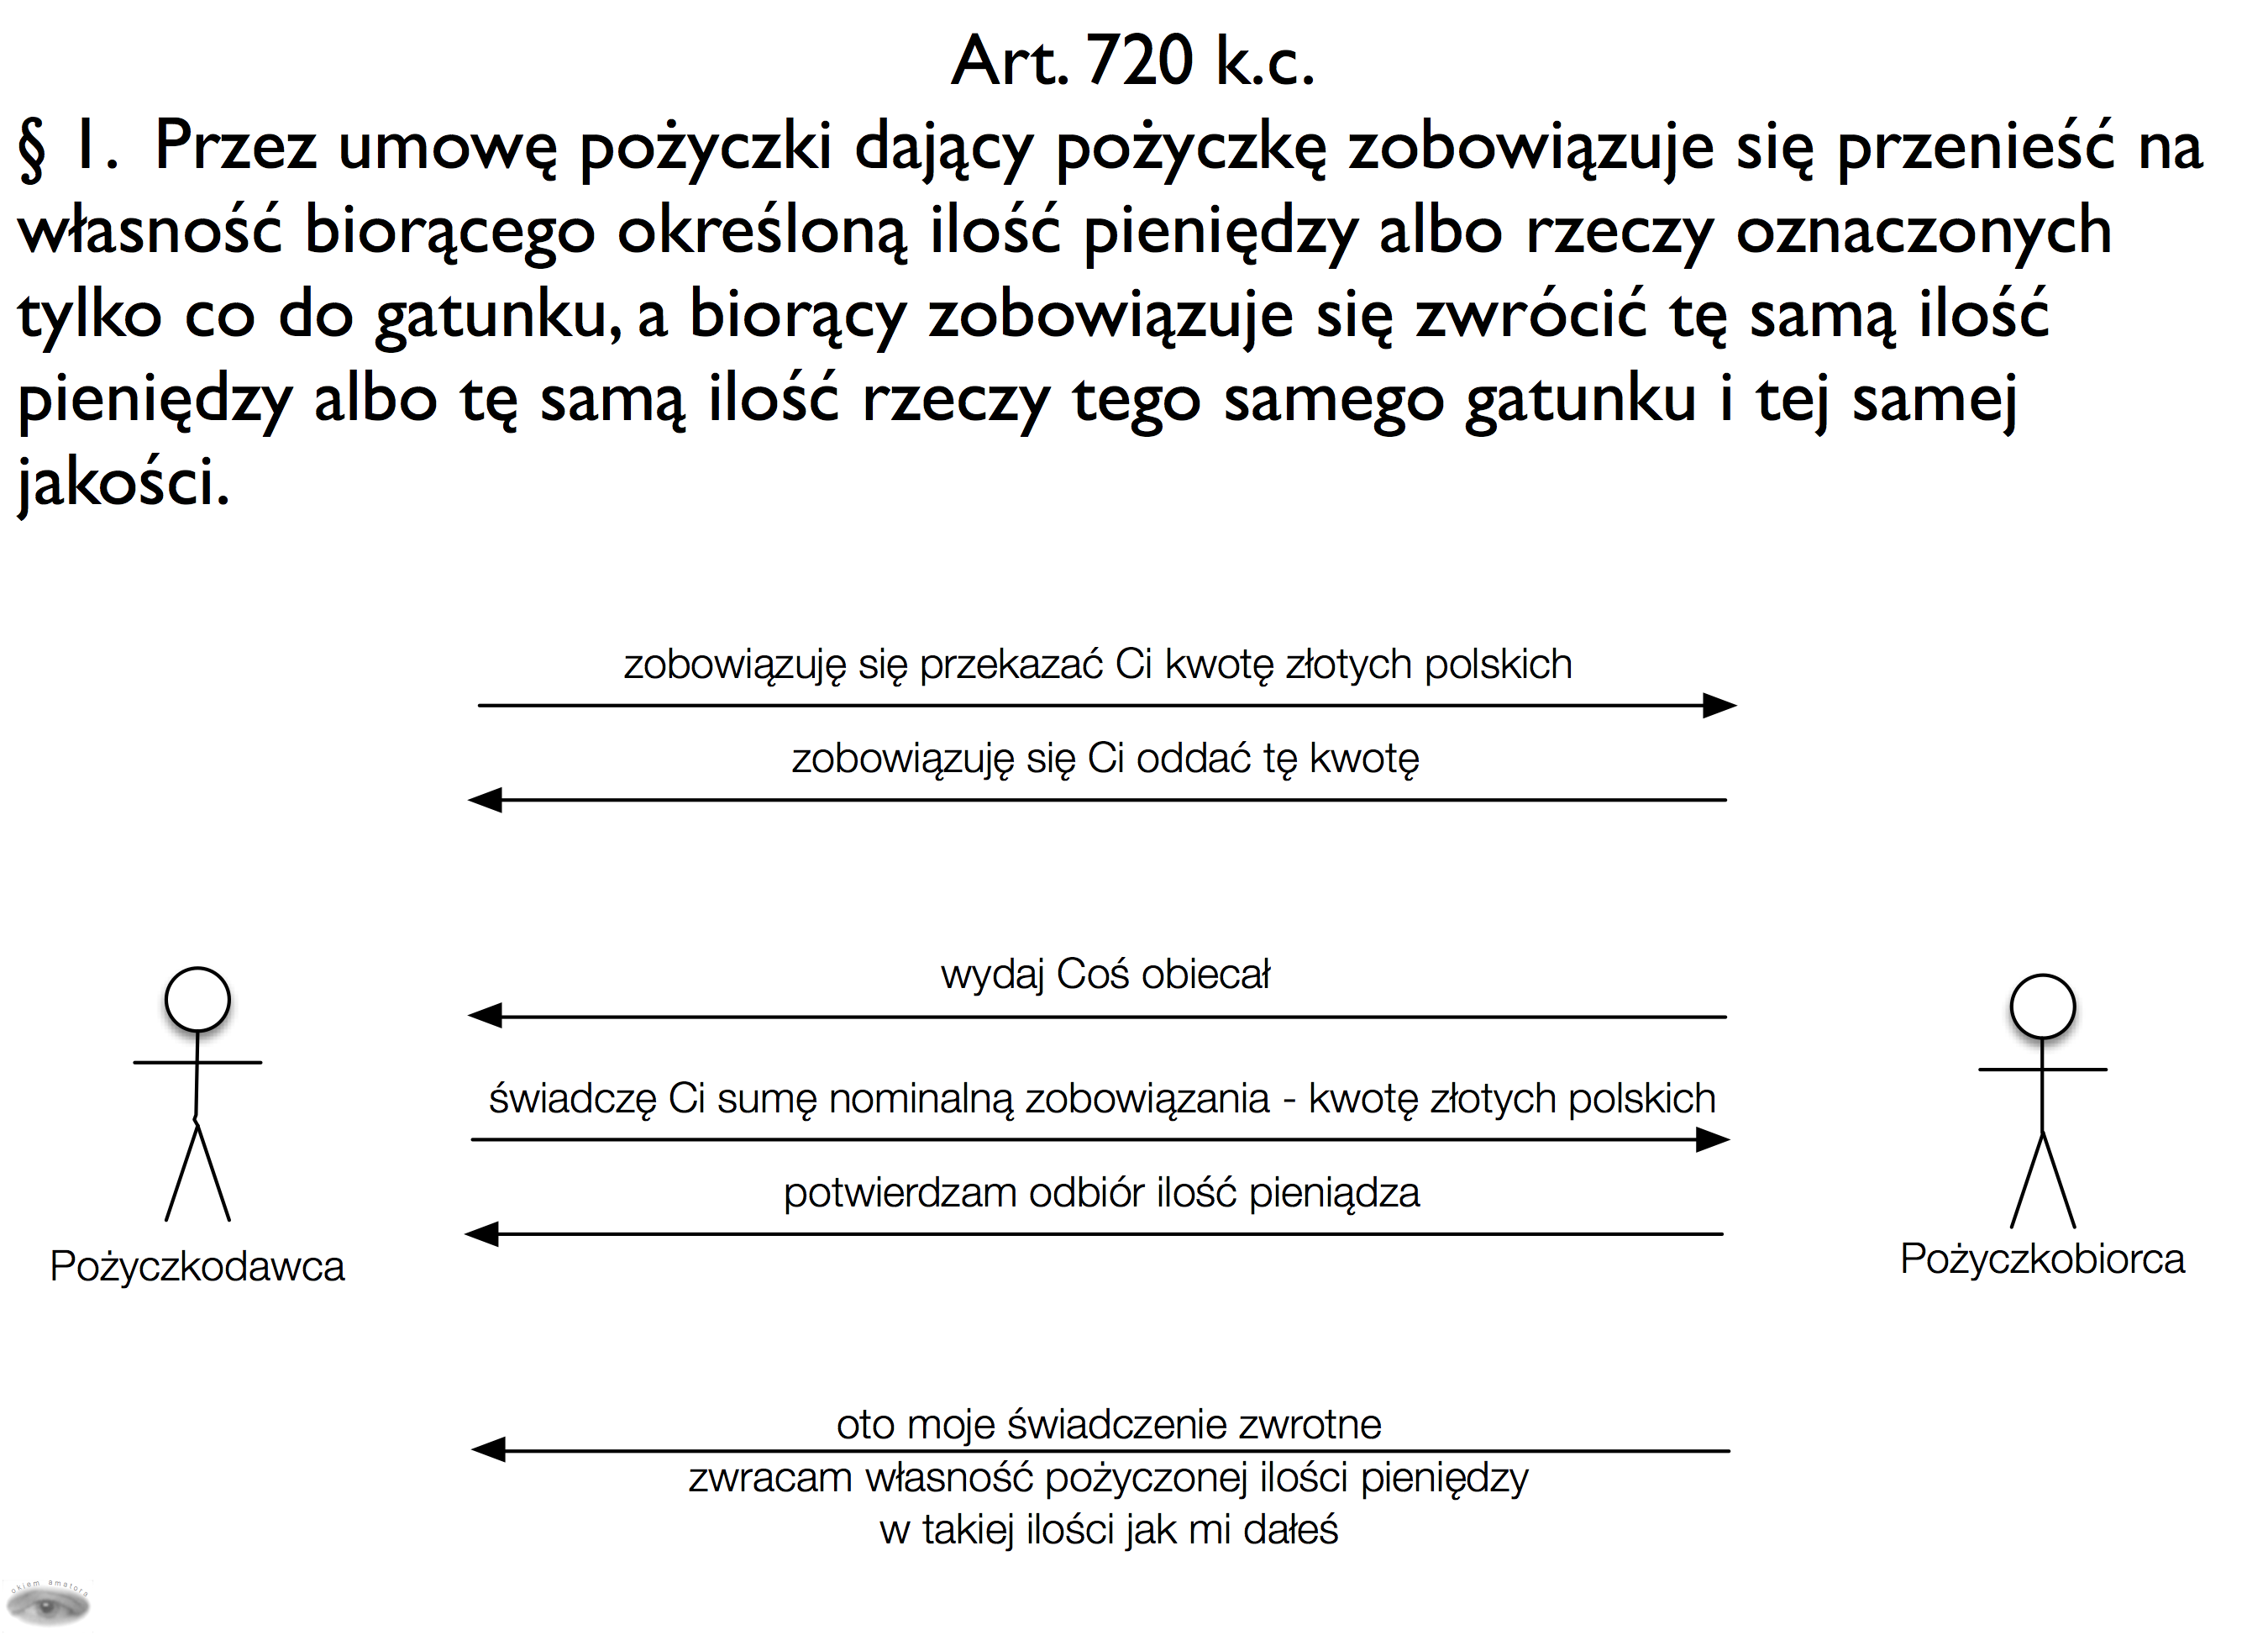 Art. 720 k.c.
§ 1. Przez umowę pożyczki dający pożyczkę zobowiązuje się przenieść na
własność biorącego określoną ilość pieniędzy albo rzeczy oznaczonych
tylko co do gatunku, a biorący zobowiązuje się zwrócić tę samą ilość
pieniędzy albo tę samą ilość rzeczy tego samego gatunku i tej samej
jakości.
zobowiązuję się przekazać Ci kwotę złotych polskich
zobowiązuję się Ci oddać tę kwotę
wydaj Coś obiecał
świadczę Ci sumę nominalną zobowiązania - kwotę złotych polskich
potwierdzam odbiór ilość pieniądza
Pożyczkodawca
Pożyczkobiorca
oto moje świadczenie zwrotne
zwracam własność pożyczonej ilości pieniędzy
w takiej ilości jak mi dałeś
okiem amatora